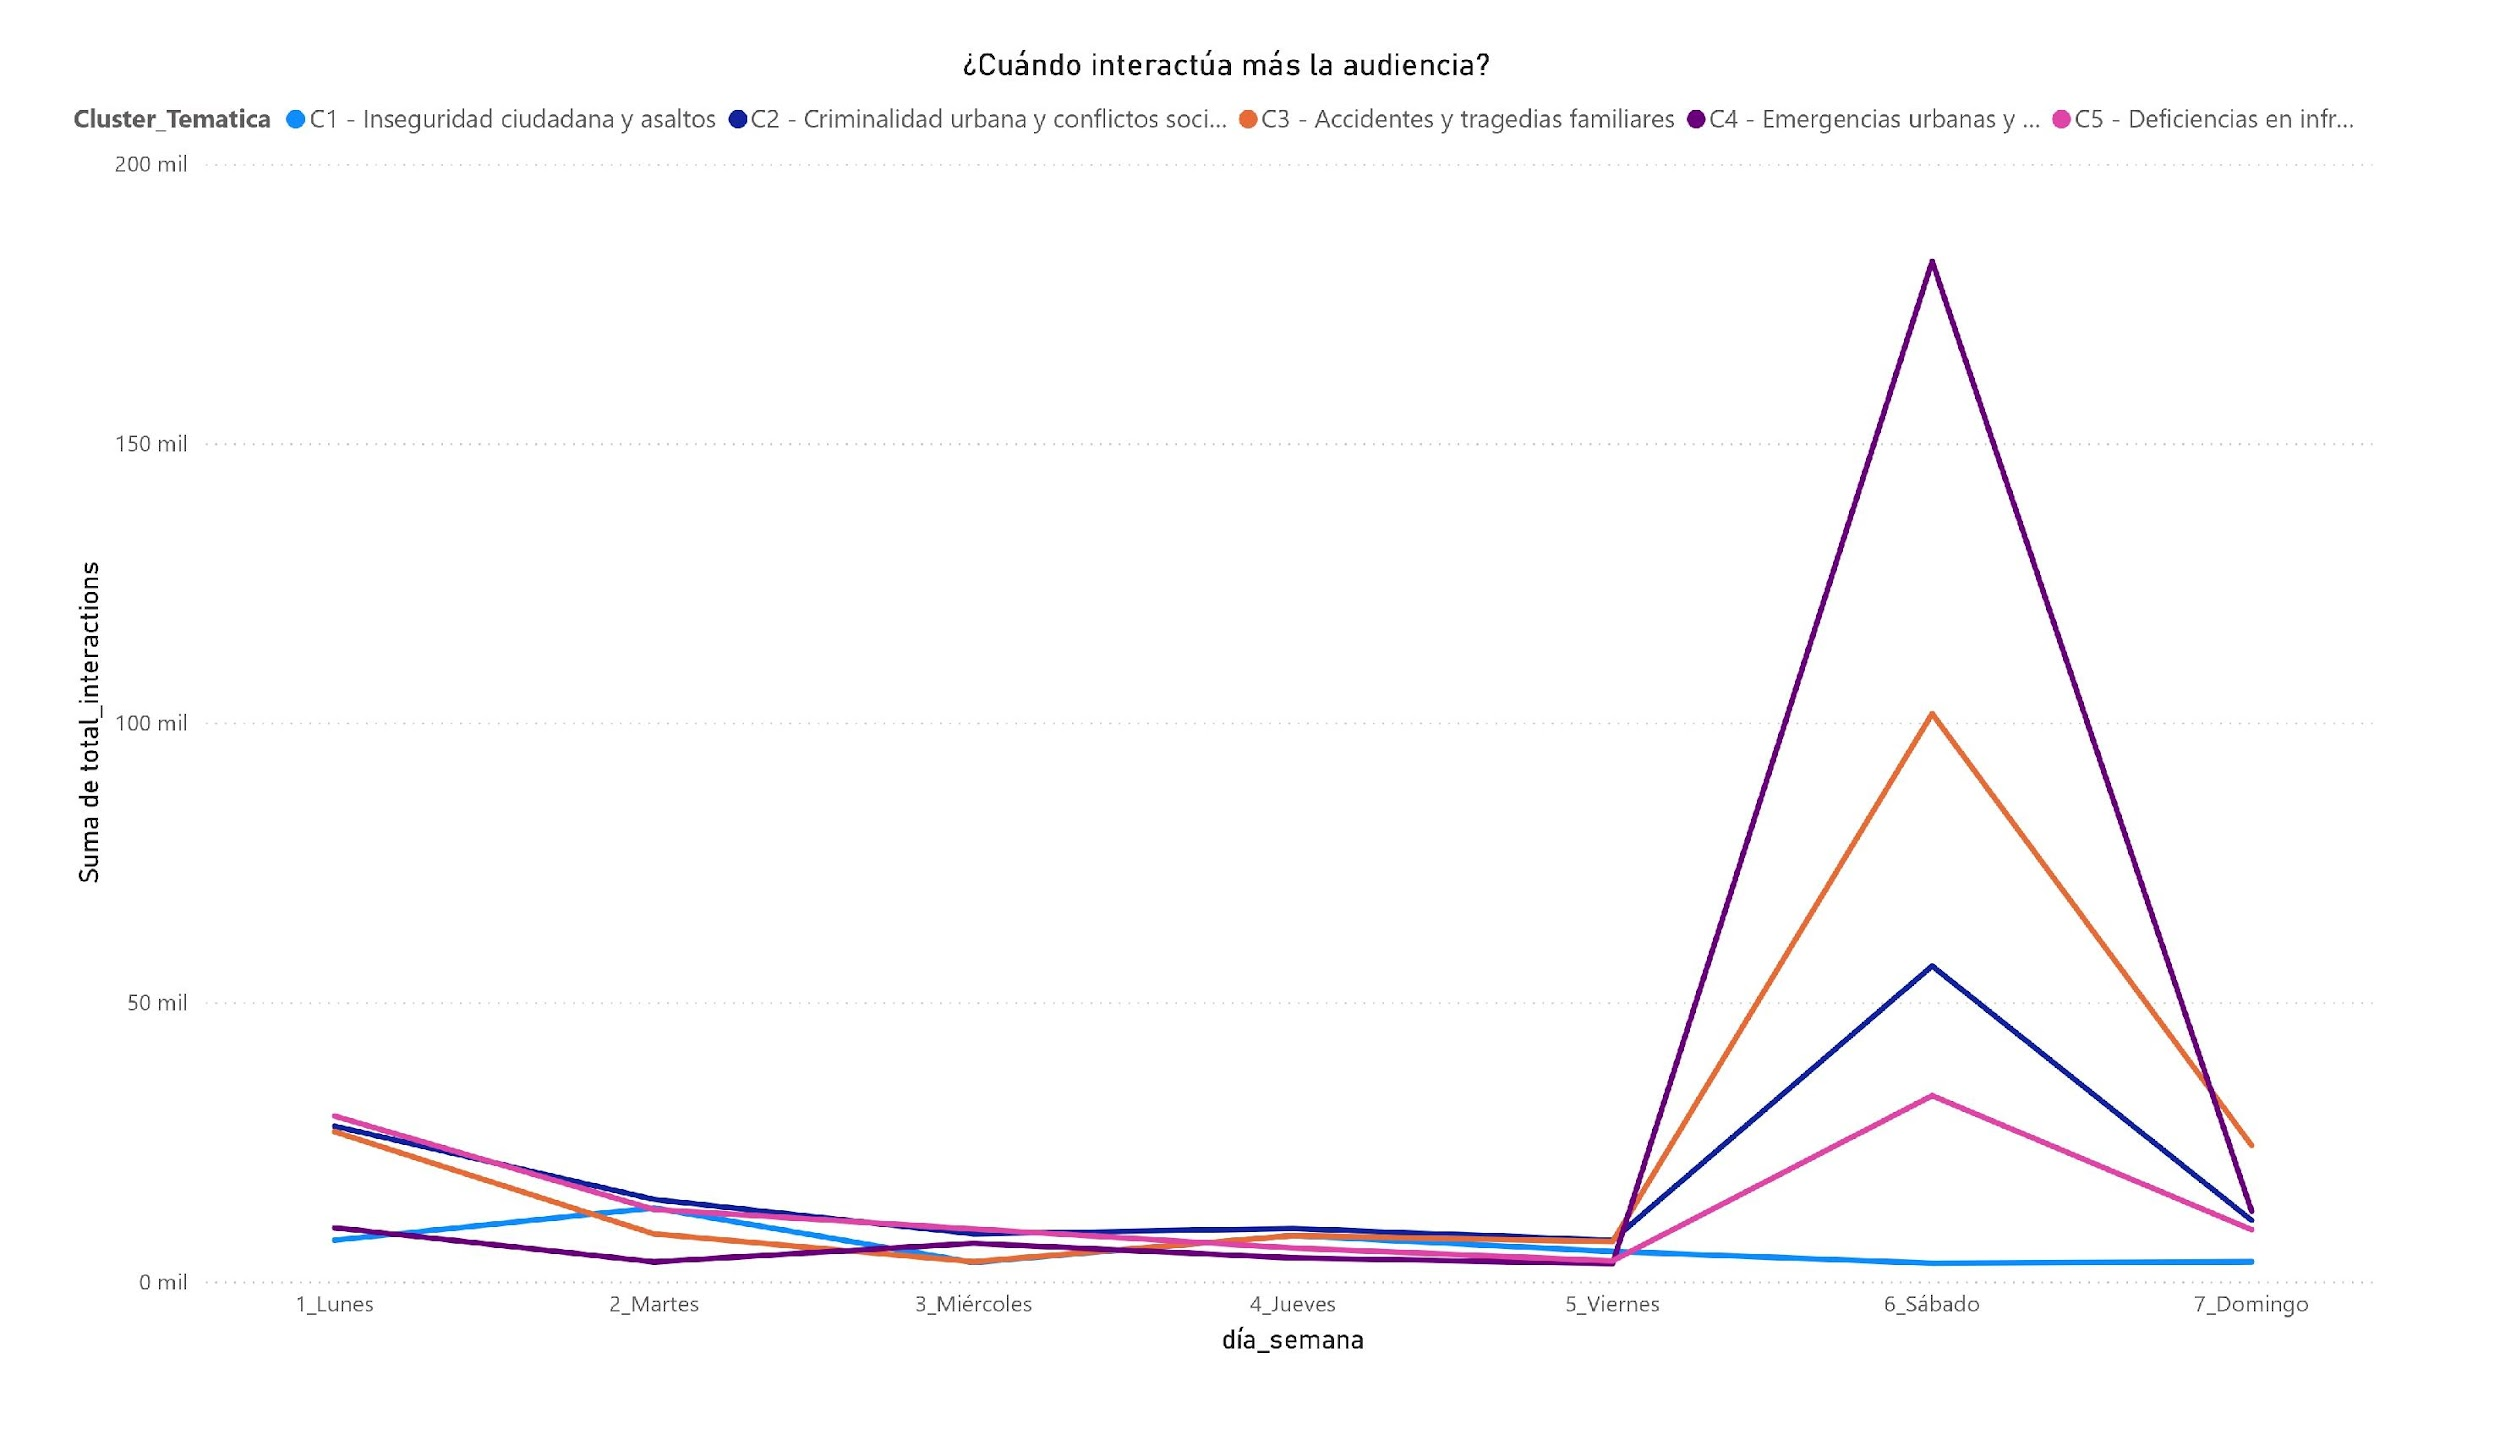 ¿Cuándo interactúa más la audiencia?
Cluster_Tematica C1 - Inseguridad ciudadana y asaltos C2 - Criminalidad urbana y conflictos soci... C3 - Accidentes y tragedias familiares C4 - Emergencias urbanas y ... C5 - Deficiencias en infr...
200 mil
150 mil
100 mil
50 mil
0 mil
Suma de total_interactions
1_Lunes 2_Martes 3_Miércoles 4_Jueves 5_Viernes 6_Sábado 7_Domingo
día_semana